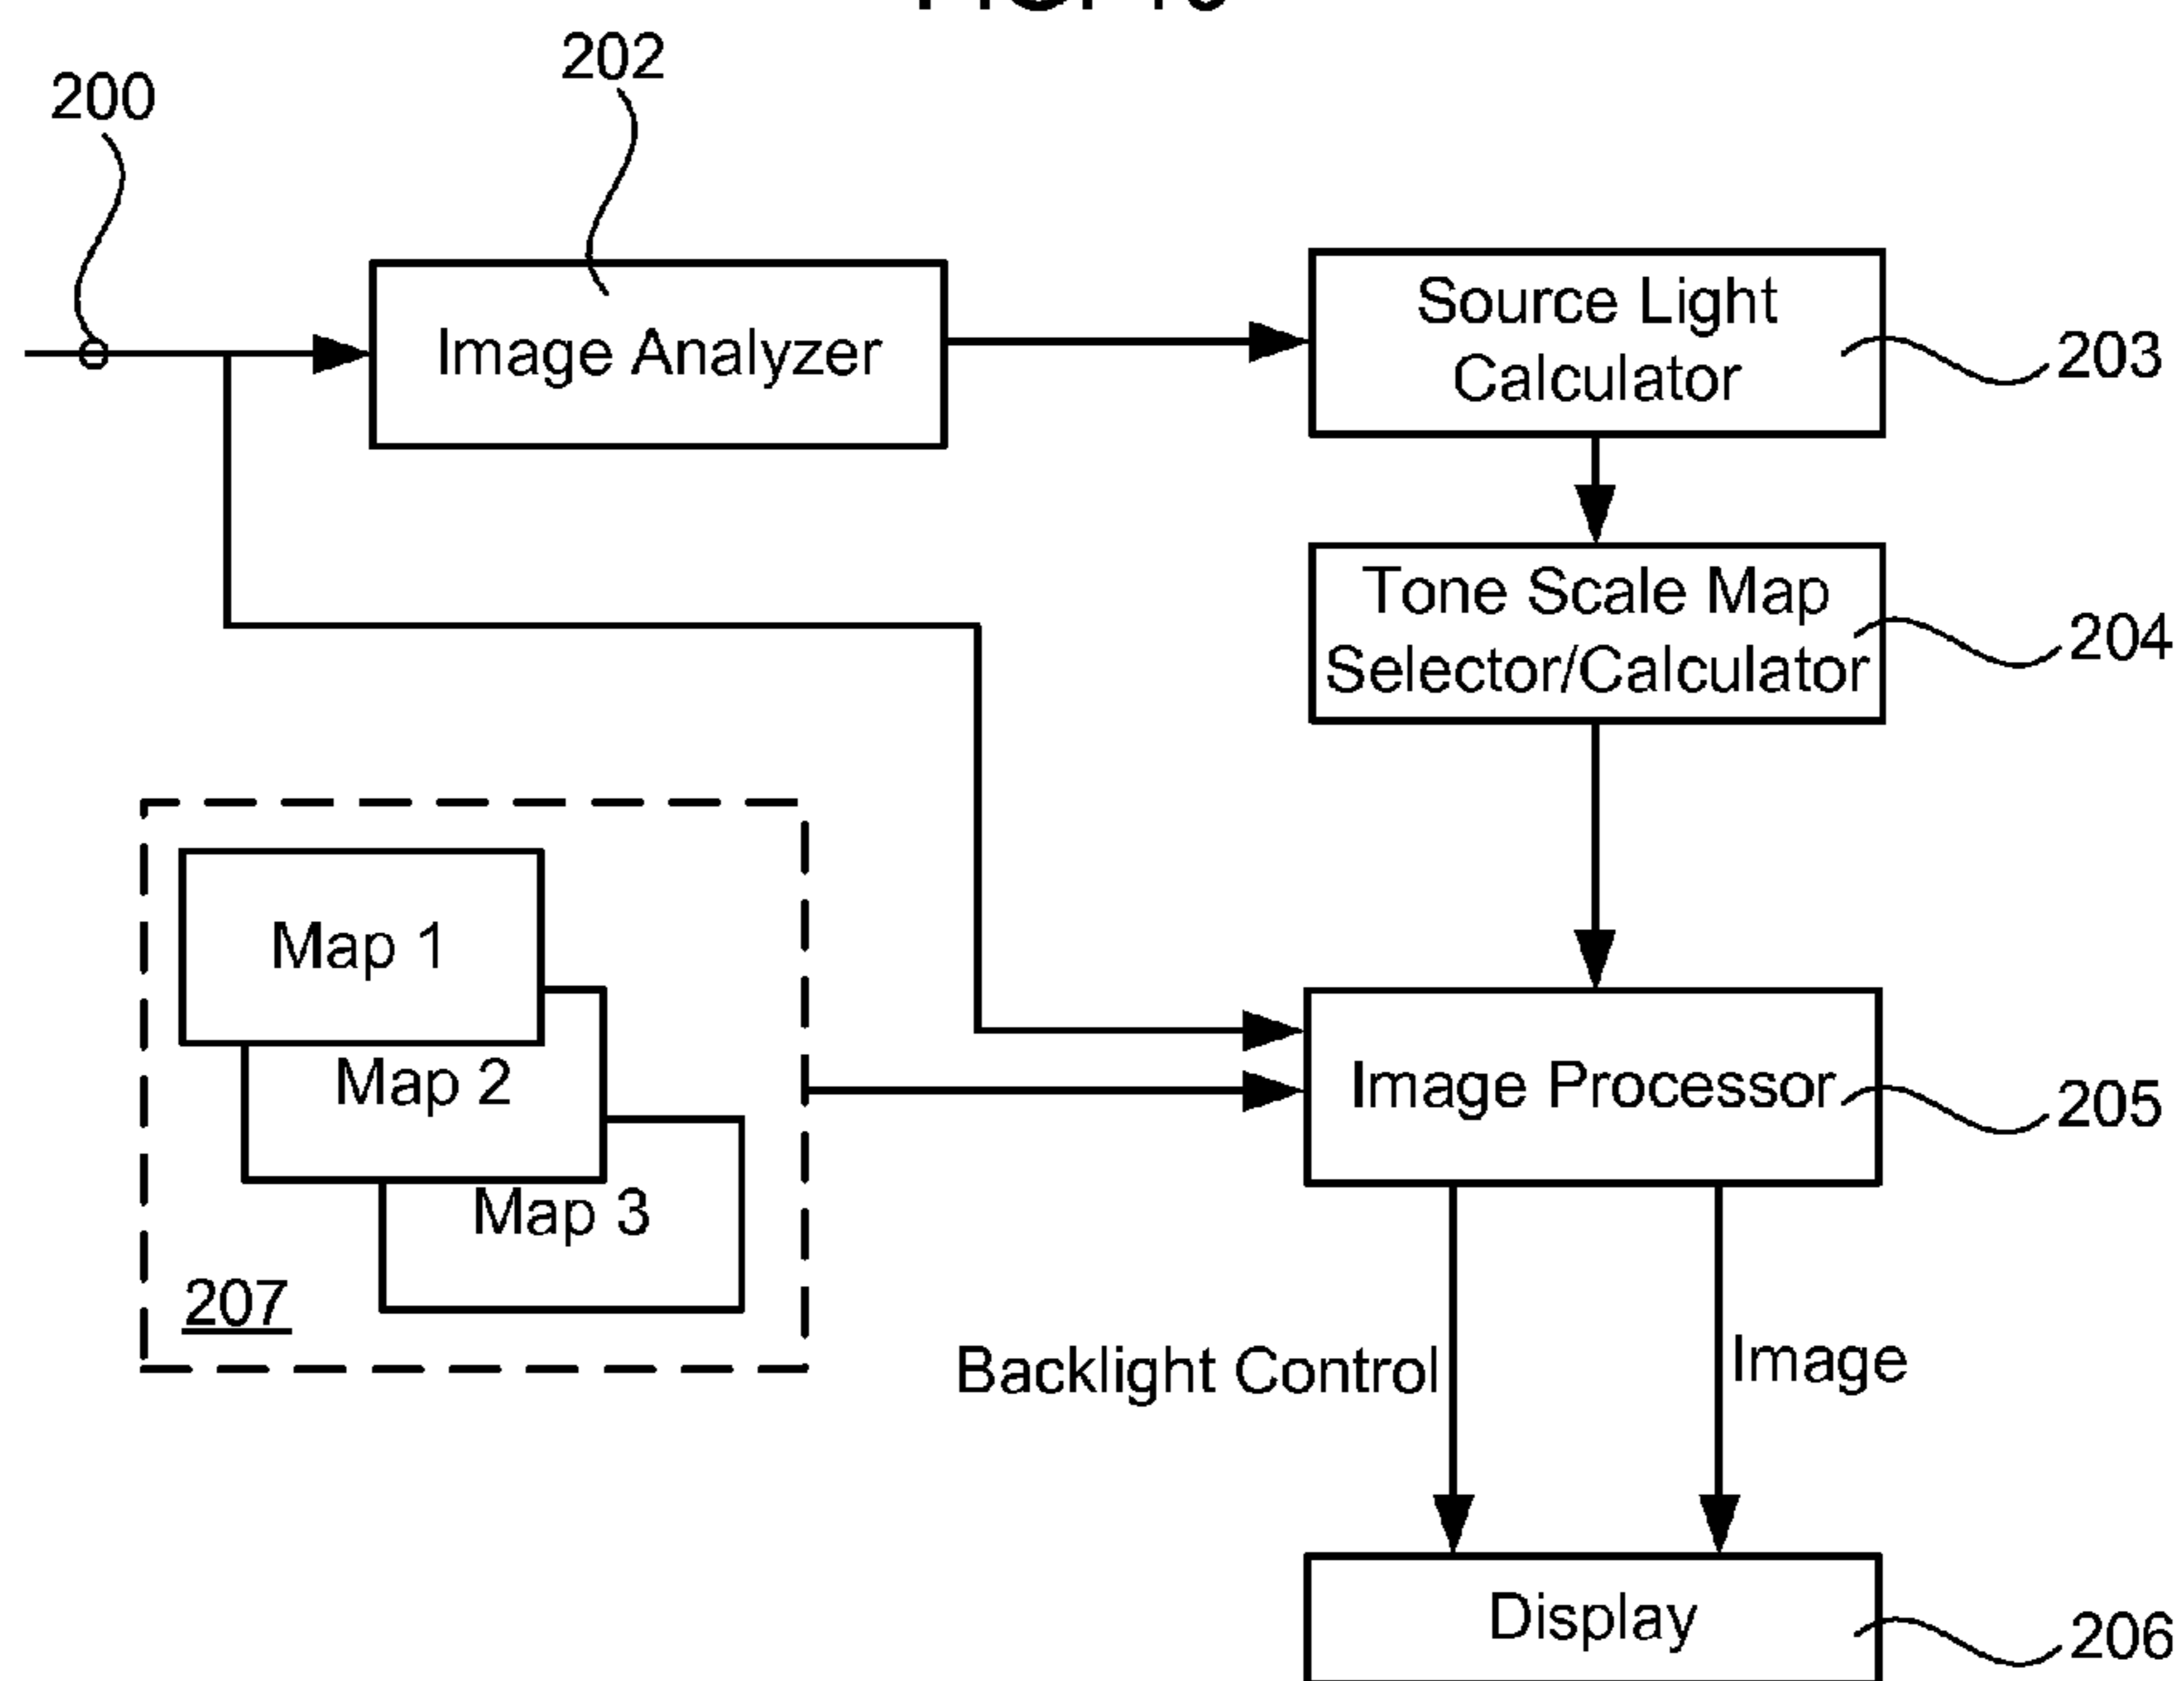 200
202
Image Analyzer
Source Light
Calculator
203
Tone Scale Map
Selector/Calculator
204
Map 1
Map 2
Map 3
207
Image Processor
205
Backlight Control
Image
Display
206